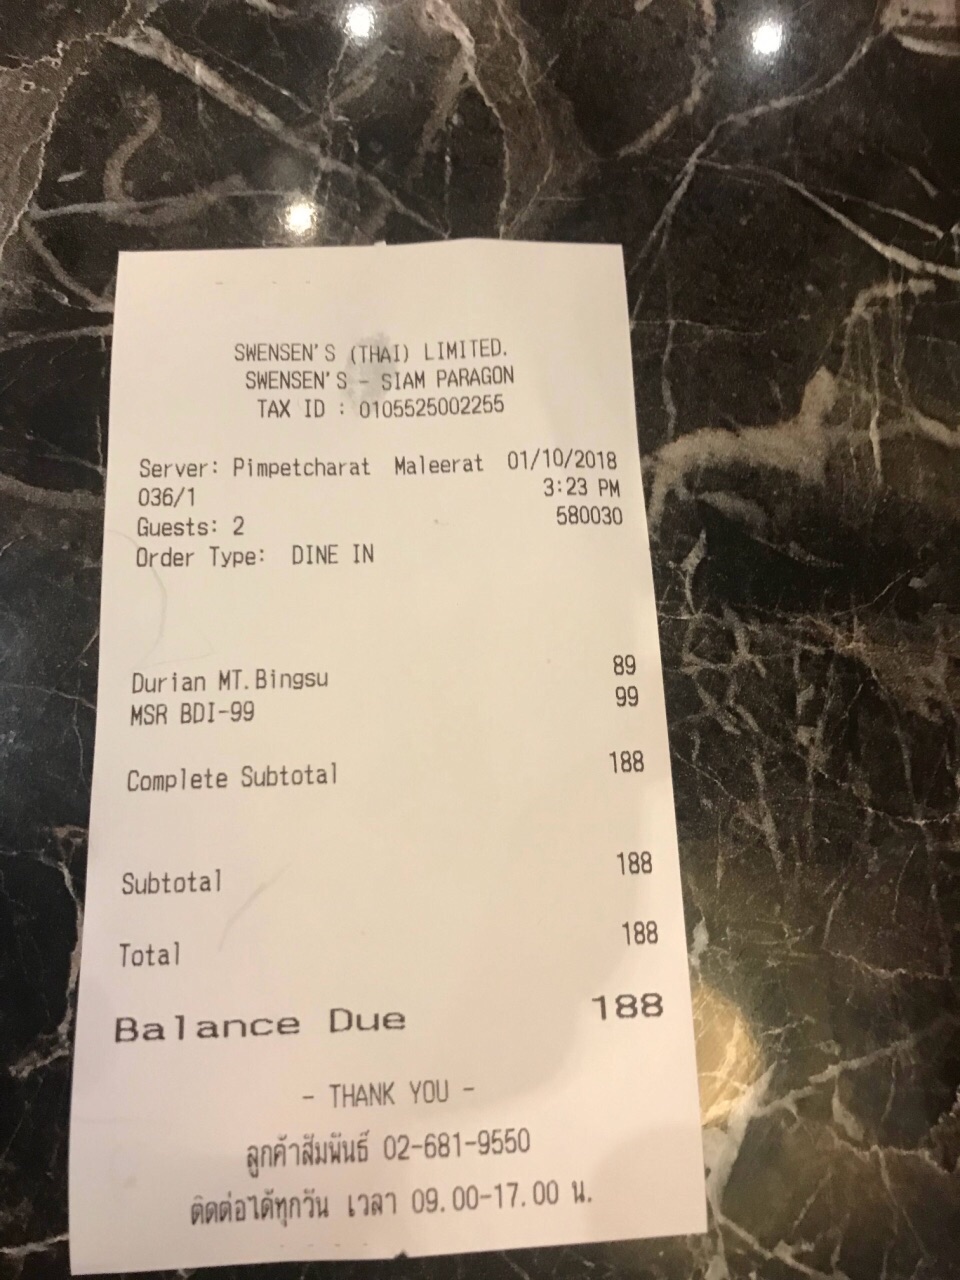 SWENSEN'S (THAI) LIMITED.
SWENSEN'S - SIAM PARAGON
TAX ID : 0105525002255
Server: Pimpetcharat Maleerat 01/10/2018
036/1 3:23 PM
Guests: 2 580030
Order Type: DINE IN
Durian MT.Bingsu 89
MSR BDI-99 99
Complete Subtotal 188
Subtotal 188
Total 188
Balance Due 188
- THANK YOU -
ลูกค้าสัมพันธ์ 02-681-9550
ติดต่อได้ทุกวัน เวลา 09.00-17.00 น.